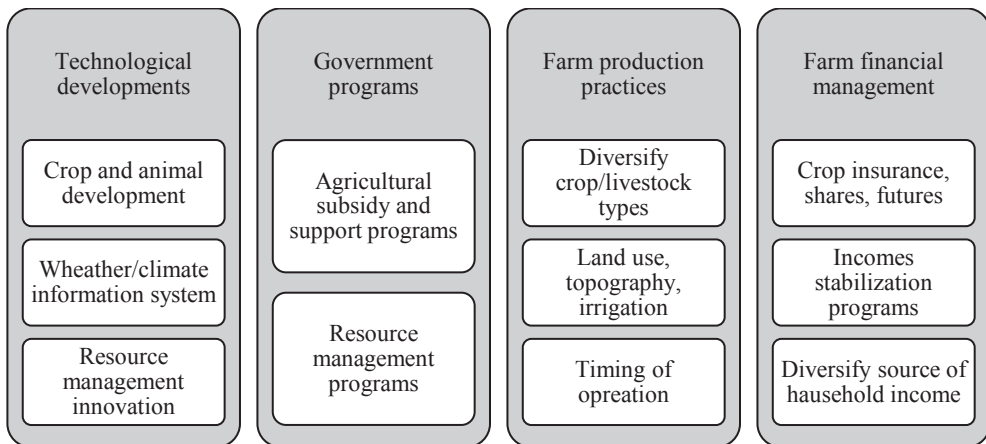 Technological
developments
Crop and animal
development
Wheather/climate
information system
Resource
management
innovation
Government
programs
Agricultural
subsidy and
support programs
Resource
management
programs
Farm production
practices
Diversify
crop/livestock
types
Land use,
topography,
irrigation
Timing of
opreation
Farm financial
management
Crop insurance,
shares, futures
Incomes
stabilization
programs
Diversify source of
hausehold income